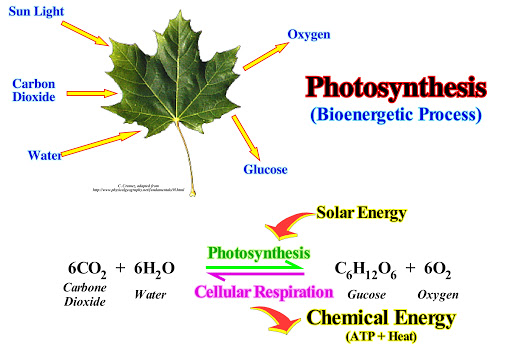 Sun Light
Oxygen
Carbon
Dioxide
Photosynthesis
(Bioenergetic Process)
Water
Glucose
Solar Energy
Photosynthesis
6CO₂ + 6H₂O
C₆H₁₂O₆ + 6O₂
Cellular Respiration
Carbone
Dioxide
Water
Gucose
Oxygen
Chemical Energy
(ATP + Heat)